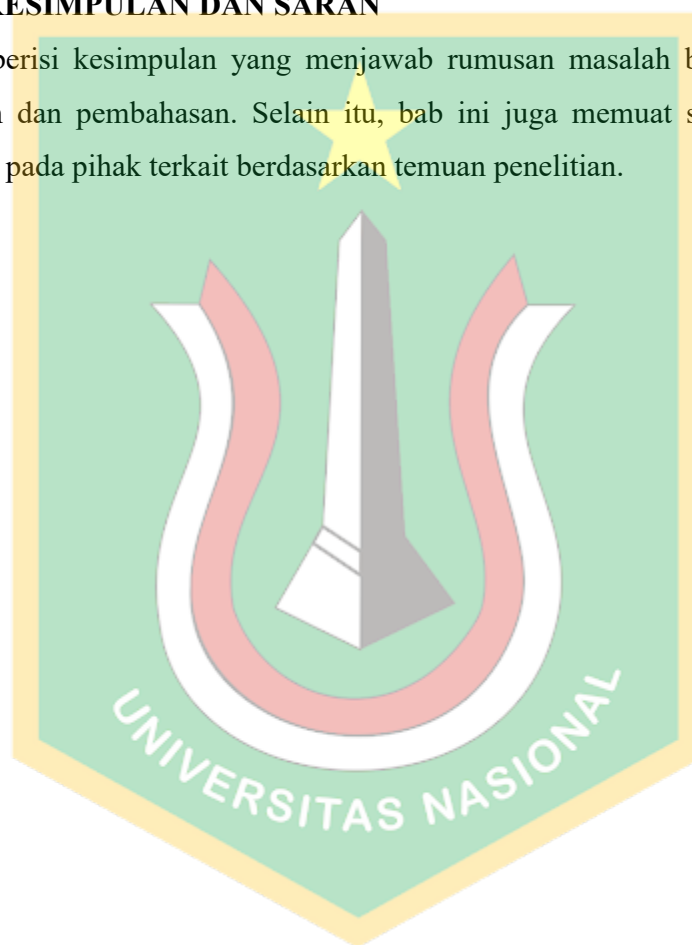 KESIMPULAN DAN SARAN
berisi kesimpulan yang menjawab rumusan masalah b
dan pembahasan. Selain itu, bab ini juga memuat s
pada pihak terkait berdasarkan temuan penelitian.
UNIVERSITAS NASIONAL